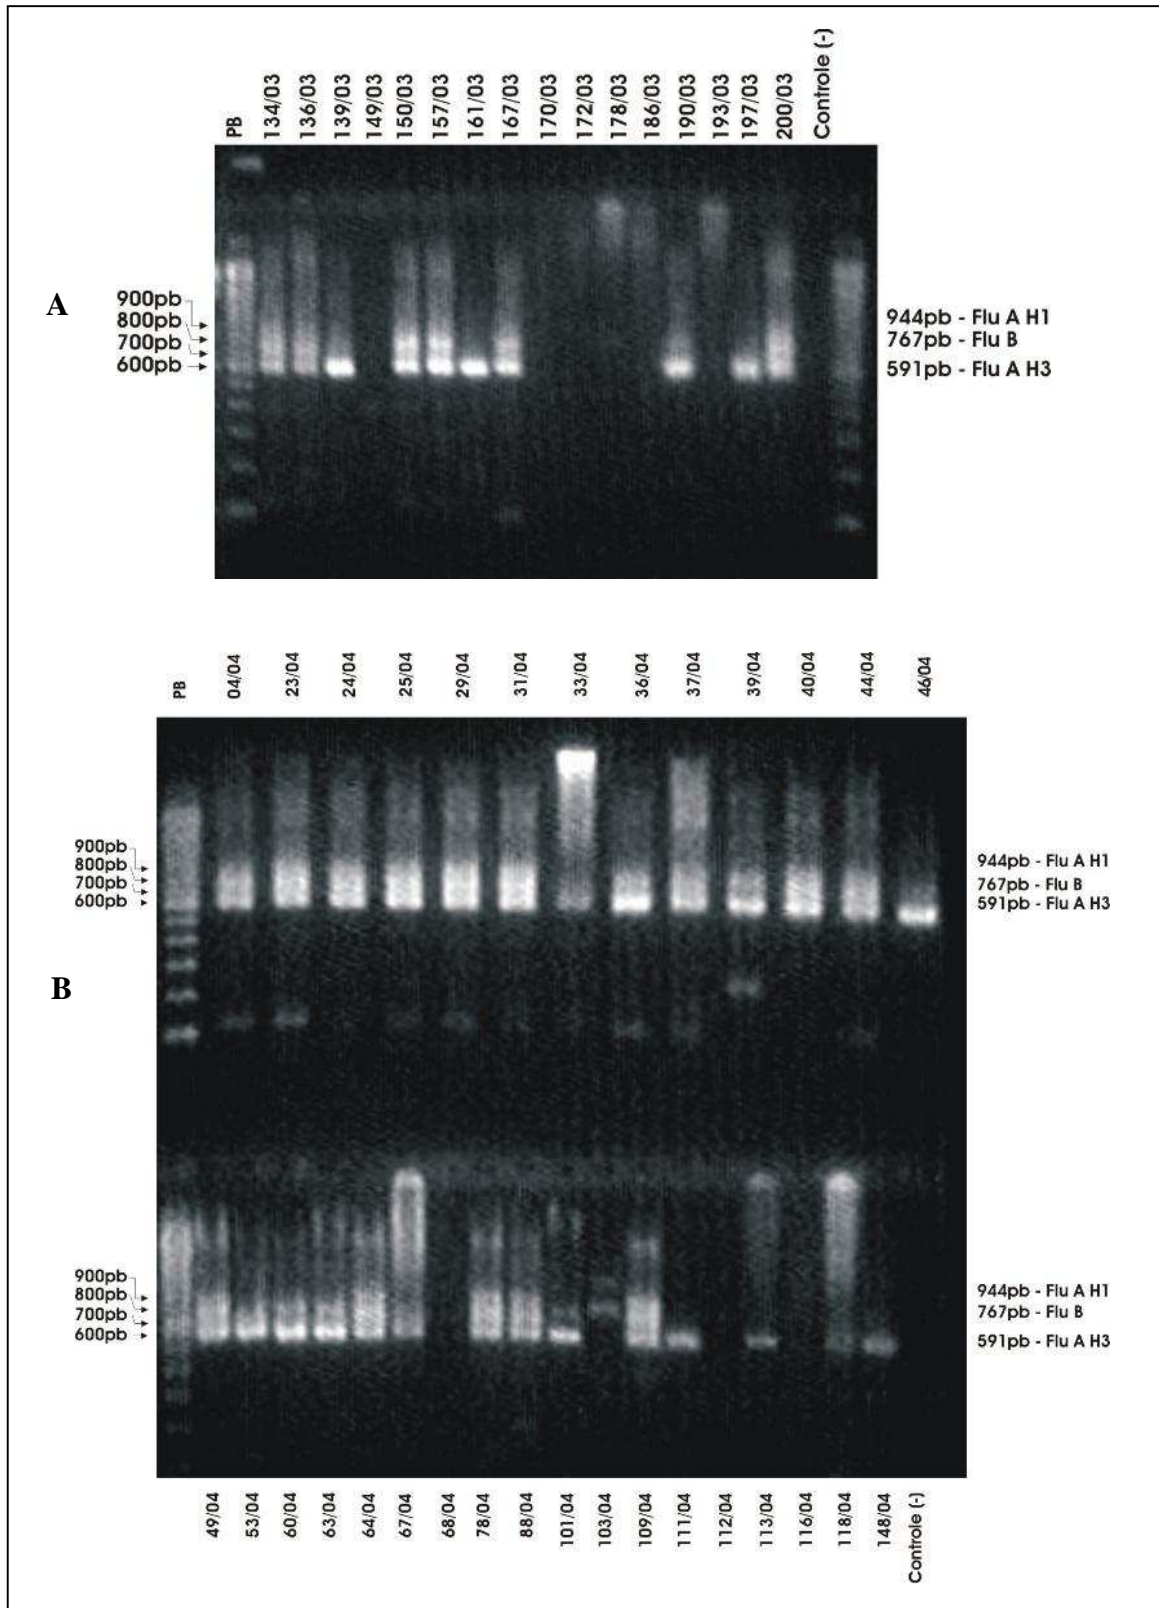 PB 134/03 136/03 139/03 149/03 150/03 157/03 161/03 167/03 170/03 172/03 178/03 186/03 190/03 193/03 197/03 200/03 Controle (-)
A
900pb
800pb
700pb
600pb
944pb - Flu A H1
767pb - Flu B
591pb - Flu A H3
PB 04/04 23/04 24/04 25/04 29/04 31/04 33/04 36/04 37/04 39/04 40/04 44/04 46/04
900pb
800pb
700pb
600pb
944pb - Flu A H1
767pb - Flu B
591pb - Flu A H3
B
900pb
800pb
700pb
600pb
944pb - Flu A H1
767pb - Flu B
591pb - Flu A H3
49/04 53/04 60/04 63/04 64/04 67/04 68/04 78/04 88/04 101/04 103/04 109/04 111/04 112/04 113/04 116/04 118/04 148/04 Controle (-)